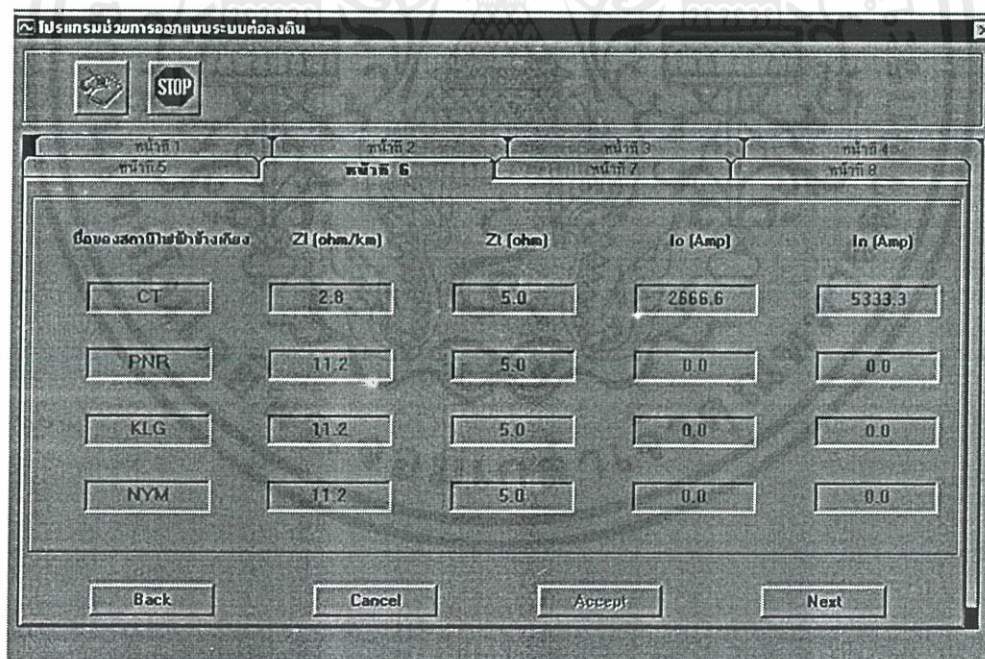 โปรแกรมช่วยการออกแบบระบบต่อลงดิน
STOP
หน้าที่ 1 หน้าที่ 2 หน้าที่ 3 หน้าที่ 4
หน้าที่ 5 หน้าที่ 6 หน้าที่ 7 หน้าที่ 8
ชื่อของสถานีไฟฟ้าข้างเคียง Zl (ohm/km) Zt (ohm) Io (Amp) In (Amp)
CT 2.8 5.0 2666.6 5333.3
PNR 11.2 5.0 0.0 0.0
KLG 11.2 5.0 0.0 0.0
NYM 11.2 5.0 0.0 0.0
Back Cancel Accept Next